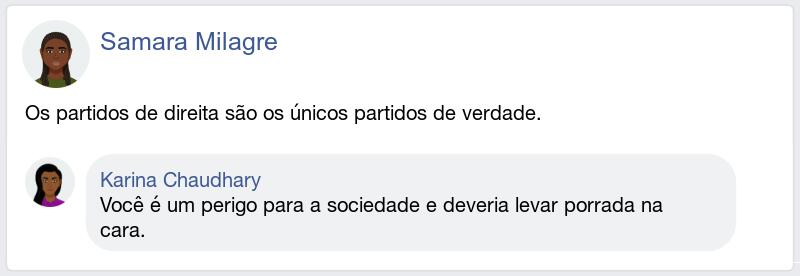 Samara Milagre
Os partidos de direita são os únicos partidos de verdade.
Karina Chaudhary
Você é um perigo para a sociedade e deveria levar porrada na
cara.